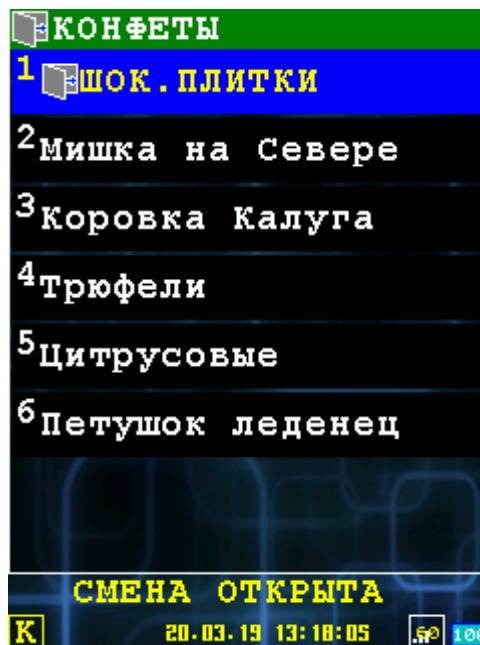 КОНФЕТЫ
1 ШОК.ПЛИТКИ
2 Мишка на Севере
3 Коровка Калуга
4 Трюфели
5 Цитрусовые
6 Петушок леденец
СМЕНА ОТКРЫТА
К 20.03.19 13:18:05 100